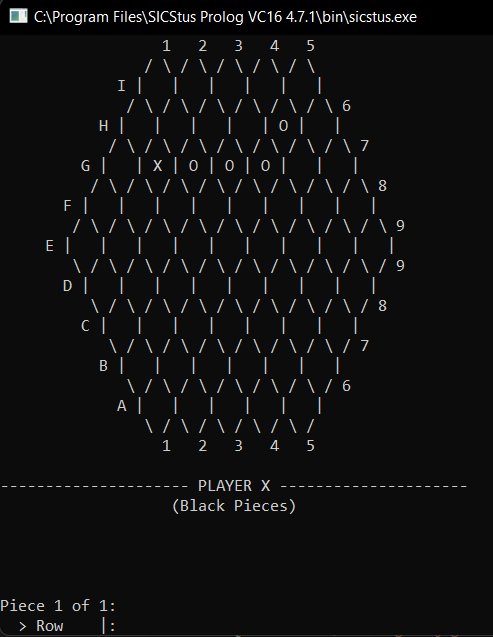 C:\Program Files\SICStus Prolog VC16 4.7.1\bin\sicstus.exe
                  1   2   3   4   5
                / \ / \ / \ / \ / \
             I |   |   |   |   |   |
              / \ / \ / \ / \ / \ / \ 6
           H |   |   |   |   | O |   |
            / \ / \ / \ / \ / \ / \ / \ 7
         G |   | X | O | O | O |   |   |
          / \ / \ / \ / \ / \ / \ / \ / \ 8
       F |   |   |   |   |   |   |   |   |
        / \ / \ / \ / \ / \ / \ / \ / \ / \ 9
     E |   |   |   |   |   |   |   |   |   |
        \ / \ / \ / \ / \ / \ / \ / \ / \ / 9
       D |   |   |   |   |   |   |   |   |
          \ / \ / \ / \ / \ / \ / \ / \ / 8
         C |   |   |   |   |   |   |   |
            \ / \ / \ / \ / \ / \ / \ / 7
           B |   |   |   |   |   |   |
              \ / \ / \ / \ / \ / \ / 6
             A |   |   |   |   |   |
                \ / \ / \ / \ / \ /
                  1   2   3   4   5
--------------------- PLAYER X ---------------------
                   (Black Pieces)
Piece 1 of 1:
  > Row    |: